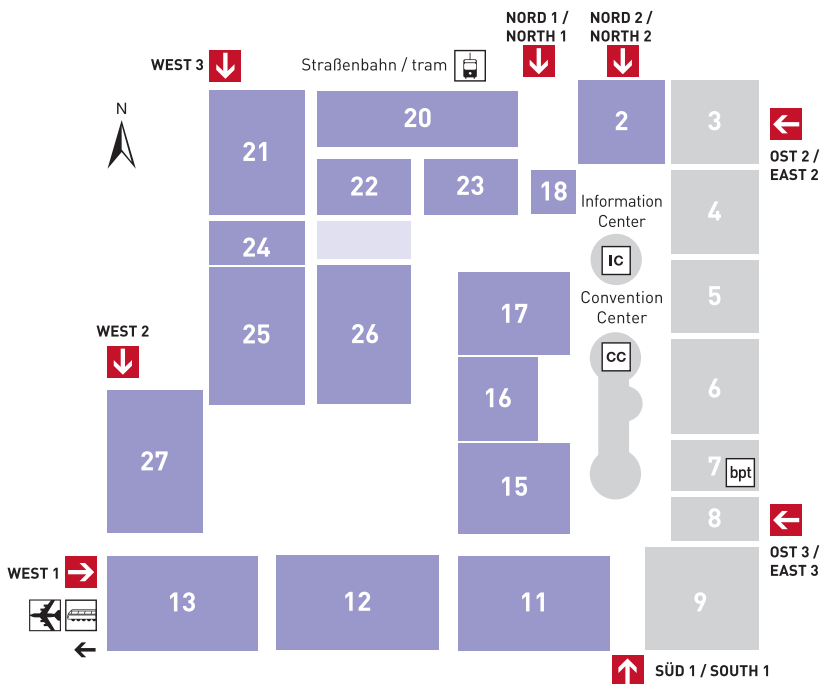 NORD 1 /
NORTH 1
NORD 2 /
NORTH 2
WEST 3
Straßenbahn / tram
N
20
2
3
21
OST 2 /
EAST 2
22
23
18
Information
Center
4
24
IC
Convention
Center
5
17
25
26
WEST 2
CC
6
16
27
7
bpt
15
8
OST 3 /
EAST 3
WEST 1
13
12
11
9
SÜD 1 / SOUTH 1